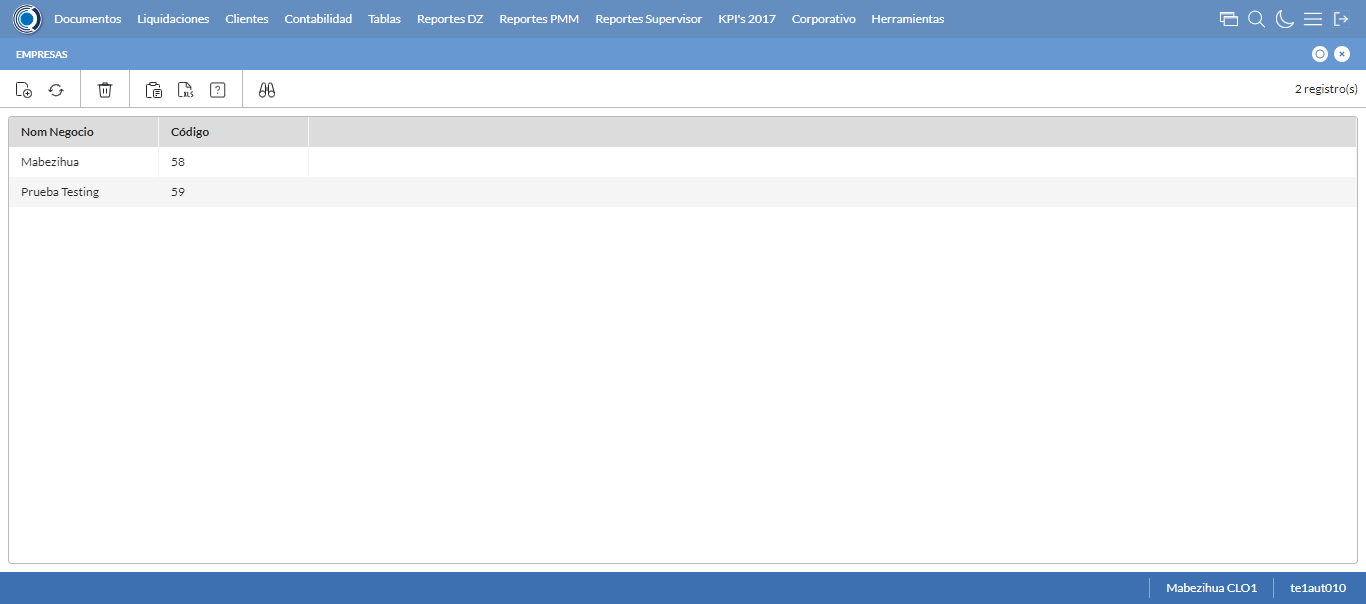 Documentos Liquidaciones Clientes Contabilidad Tablas Reportes DZ Reportes PMM Reportes Supervisor KPI's 2017 Corporativo Herramientas
EMPRESAS
XLS ? 2 registro(s)
Nom Negocio Código
Mabezihua 58
Prueba Testing 59
Mabezihua CLO1 te1aut010